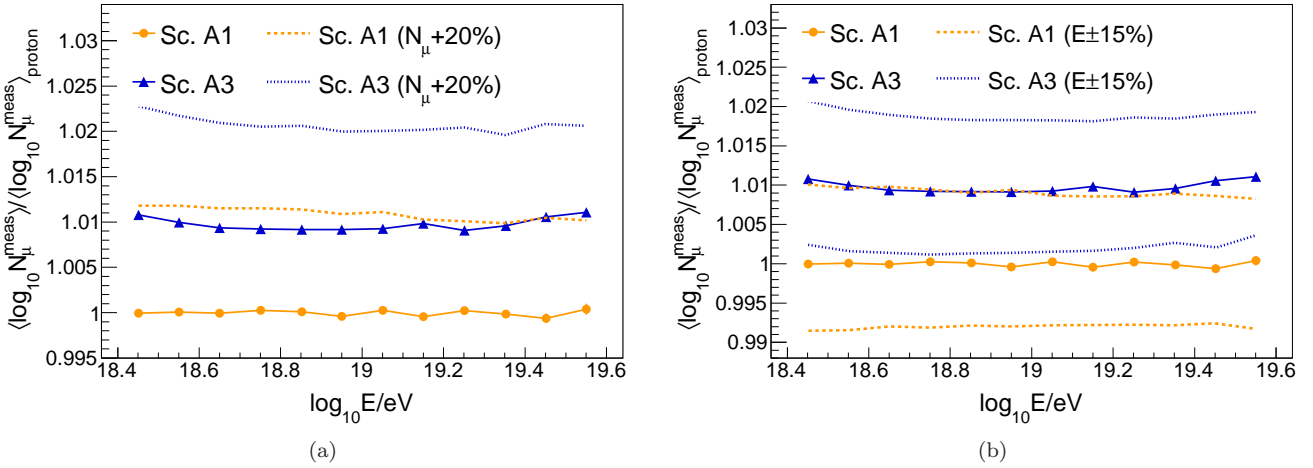 ⟨log₁₀ N_μ^meas⟩/⟨log₁₀ N_μ^meas⟩_proton
1.03
1.025
1.02
1.015
1.01
1.005
1
0.995
Sc. A1
Sc. A1 (N_μ+20%)
Sc. A3
Sc. A3 (N_μ+20%)
18.4 18.6 18.8 19 19.2 19.4 19.6
log₁₀E/eV
(a)
⟨log₁₀ N_μ^meas⟩/⟨log₁₀ N_μ^meas⟩_proton
1.03
1.025
1.02
1.015
1.01
1.005
1
0.995
0.99
Sc. A1
Sc. A1 (E±15%)
Sc. A3
Sc. A3 (E±15%)
18.4 18.6 18.8 19 19.2 19.4 19.6
log₁₀E/eV
(b)